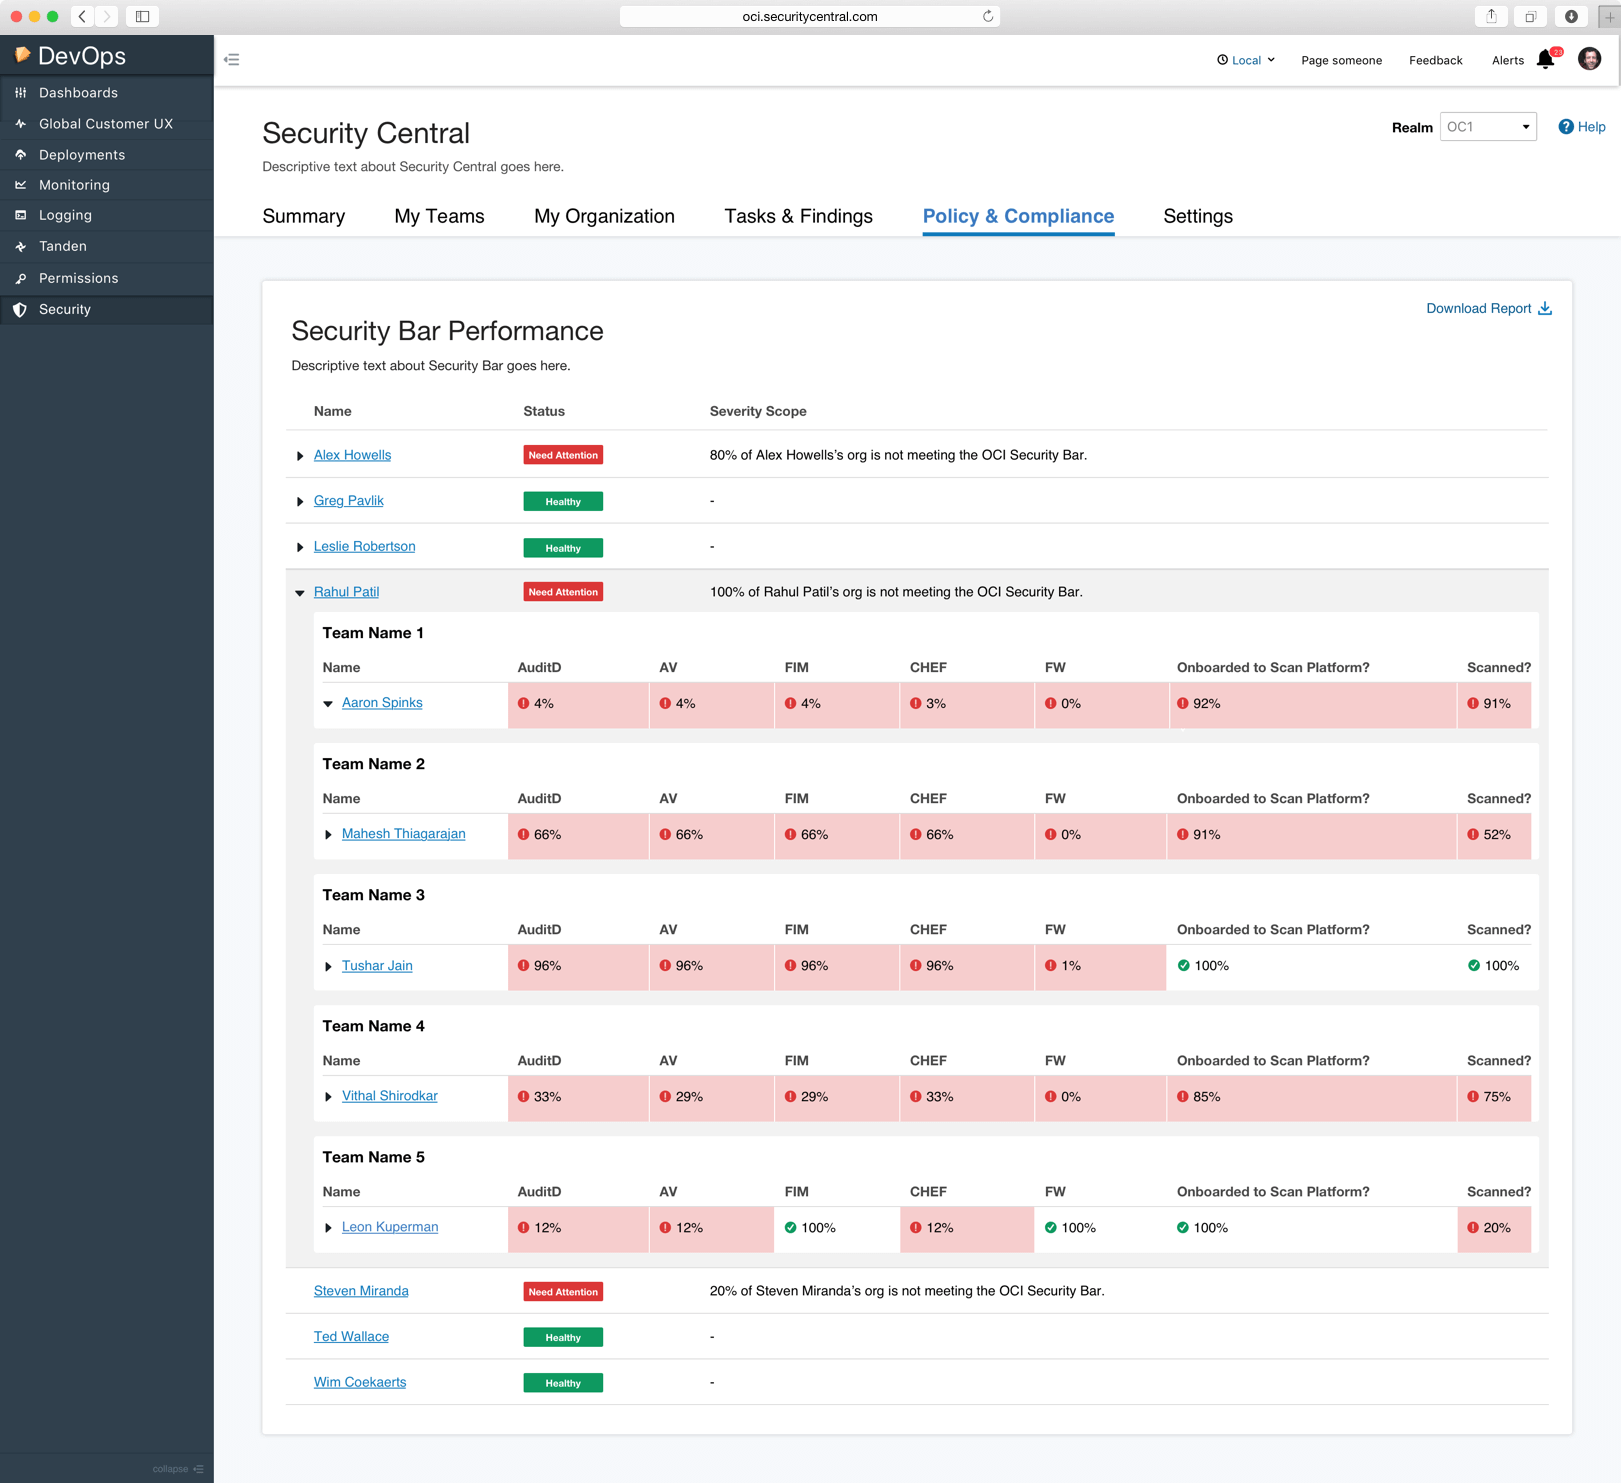 oci.securitycentral.com
DevOps
Local
Page someone
Feedback
Alerts
23
Dashboards
Global Customer UX
Deployments
Monitoring
Logging
Tanden
Permissions
Security
Security Central
Realm
OC1
Help
Descriptive text about Security Central goes here.
Summary My Teams My Organization Tasks & Findings Policy & Compliance Settings
Download Report
Security Bar Performance
Descriptive text about Security Bar goes here.
Name Status Severity Scope
Alex Howells Need Attention 80% of Alex Howells's org is not meeting the OCI Security Bar.
Greg Pavlik Healthy -
Leslie Robertson Healthy -
Rahul Patil Need Attention 100% of Rahul Patil's org is not meeting the OCI Security Bar.
Team Name 1
Name AuditD AV FIM CHEF FW Onboarded to Scan Platform? Scanned?
Aaron Spinks 4% 4% 4% 3% 0% 92% 91%
Team Name 2
Name AuditD AV FIM CHEF FW Onboarded to Scan Platform? Scanned?
Mahesh Thiagarajan 66% 66% 66% 66% 0% 91% 52%
Team Name 3
Name AuditD AV FIM CHEF FW Onboarded to Scan Platform? Scanned?
Tushar Jain 96% 96% 96% 96% 1% 100% 100%
Team Name 4
Name AuditD AV FIM CHEF FW Onboarded to Scan Platform? Scanned?
Vithal Shirodkar 33% 29% 29% 33% 0% 85% 75%
Team Name 5
Name AuditD AV FIM CHEF FW Onboarded to Scan Platform? Scanned?
Leon Kuperman 12% 12% 100% 12% 100% 100% 20%
Steven Miranda Need Attention 20% of Steven Miranda's org is not meeting the OCI Security Bar.
Ted Wallace Healthy -
Wim Coekaerts Healthy -
collapse